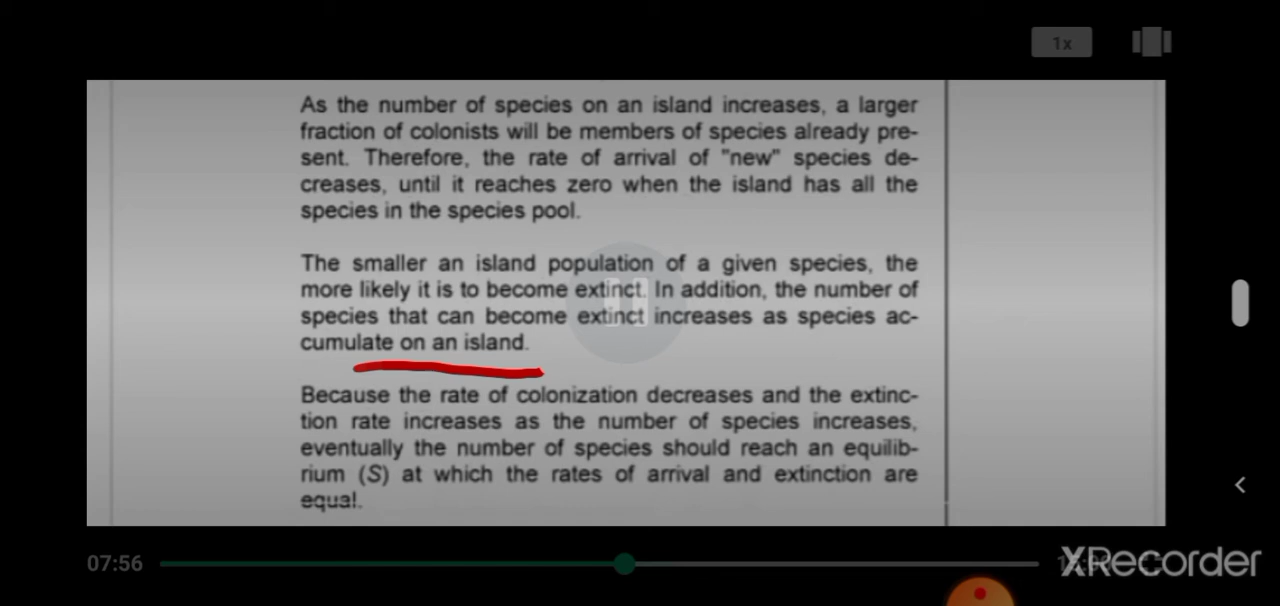 1x
As the number of species on an island increases, a larger
fraction of colonists will be members of species already pre-
sent. Therefore, the rate of arrival of "new" species de-
creases, until it reaches zero when the island has all the
species in the species pool.
The smaller an island population of a given species, the
more likely it is to become extinct. In addition, the number of
species that can become extinct increases as species ac-
cumulate on an island.
Because the rate of colonization decreases and the extinc-
tion rate increases as the number of species increases,
eventually the number of species should reach an equilib-
rium (S) at which the rates of arrival and extinction are
equal.
07:56
XRecorder